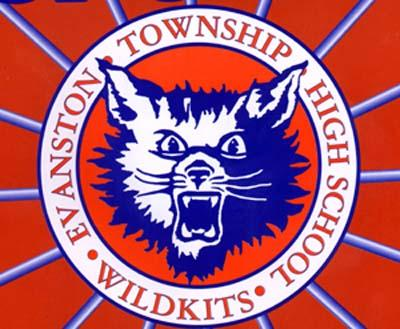 EVANSTON TOWNSHIP HIGH SCHOOL
• WILDKITS •